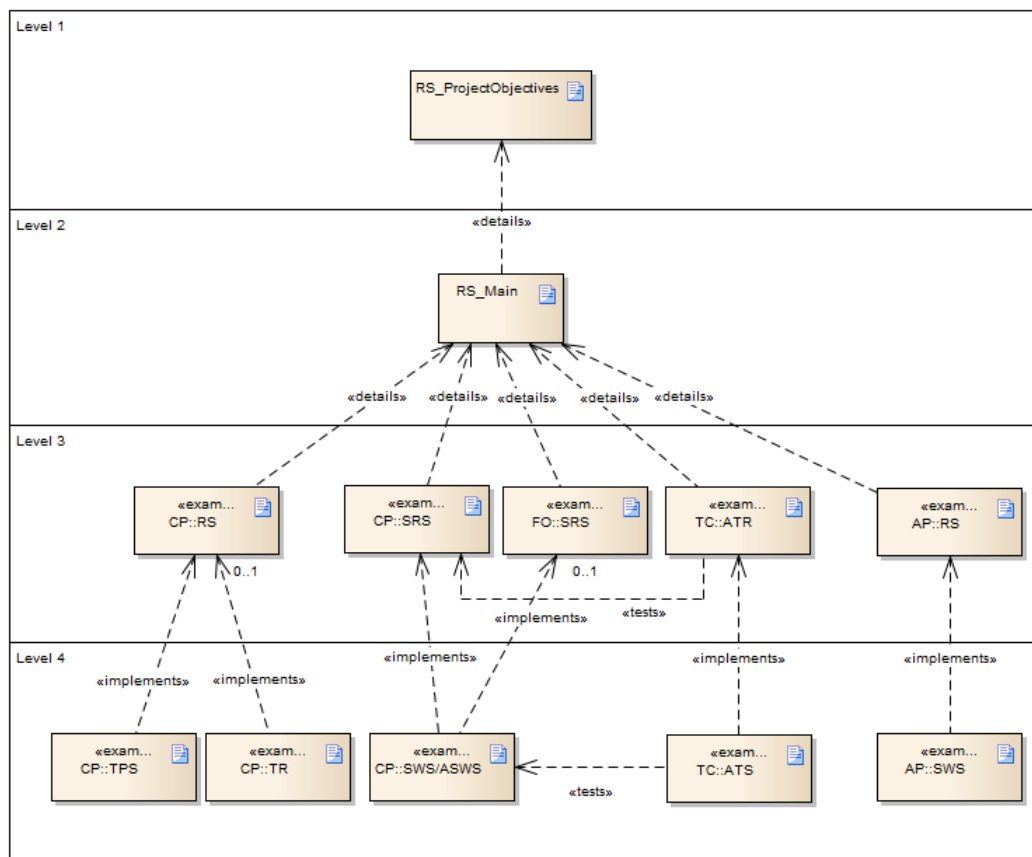 Level 1
RS_ProjectObjectives
Level 2
«details»
RS_Main
«details»
«details»
«details»
«details»
«details»
Level 3
«exam...
CP::RS
«exam...
CP::SRS
«exam...
FO::SRS
«exam...
TC::ATR
«exam...
AP::RS
0..1
0..1
«implements»
«tests»
Level 4
«implements»
«implements»
«implements»
«implements»
«implements»
«exam...
CP::TPS
«exam...
CP::TR
«exam...
CP::SWS/ASWS
«exam...
TC::ATS
«exam...
AP::SWS
«tests»